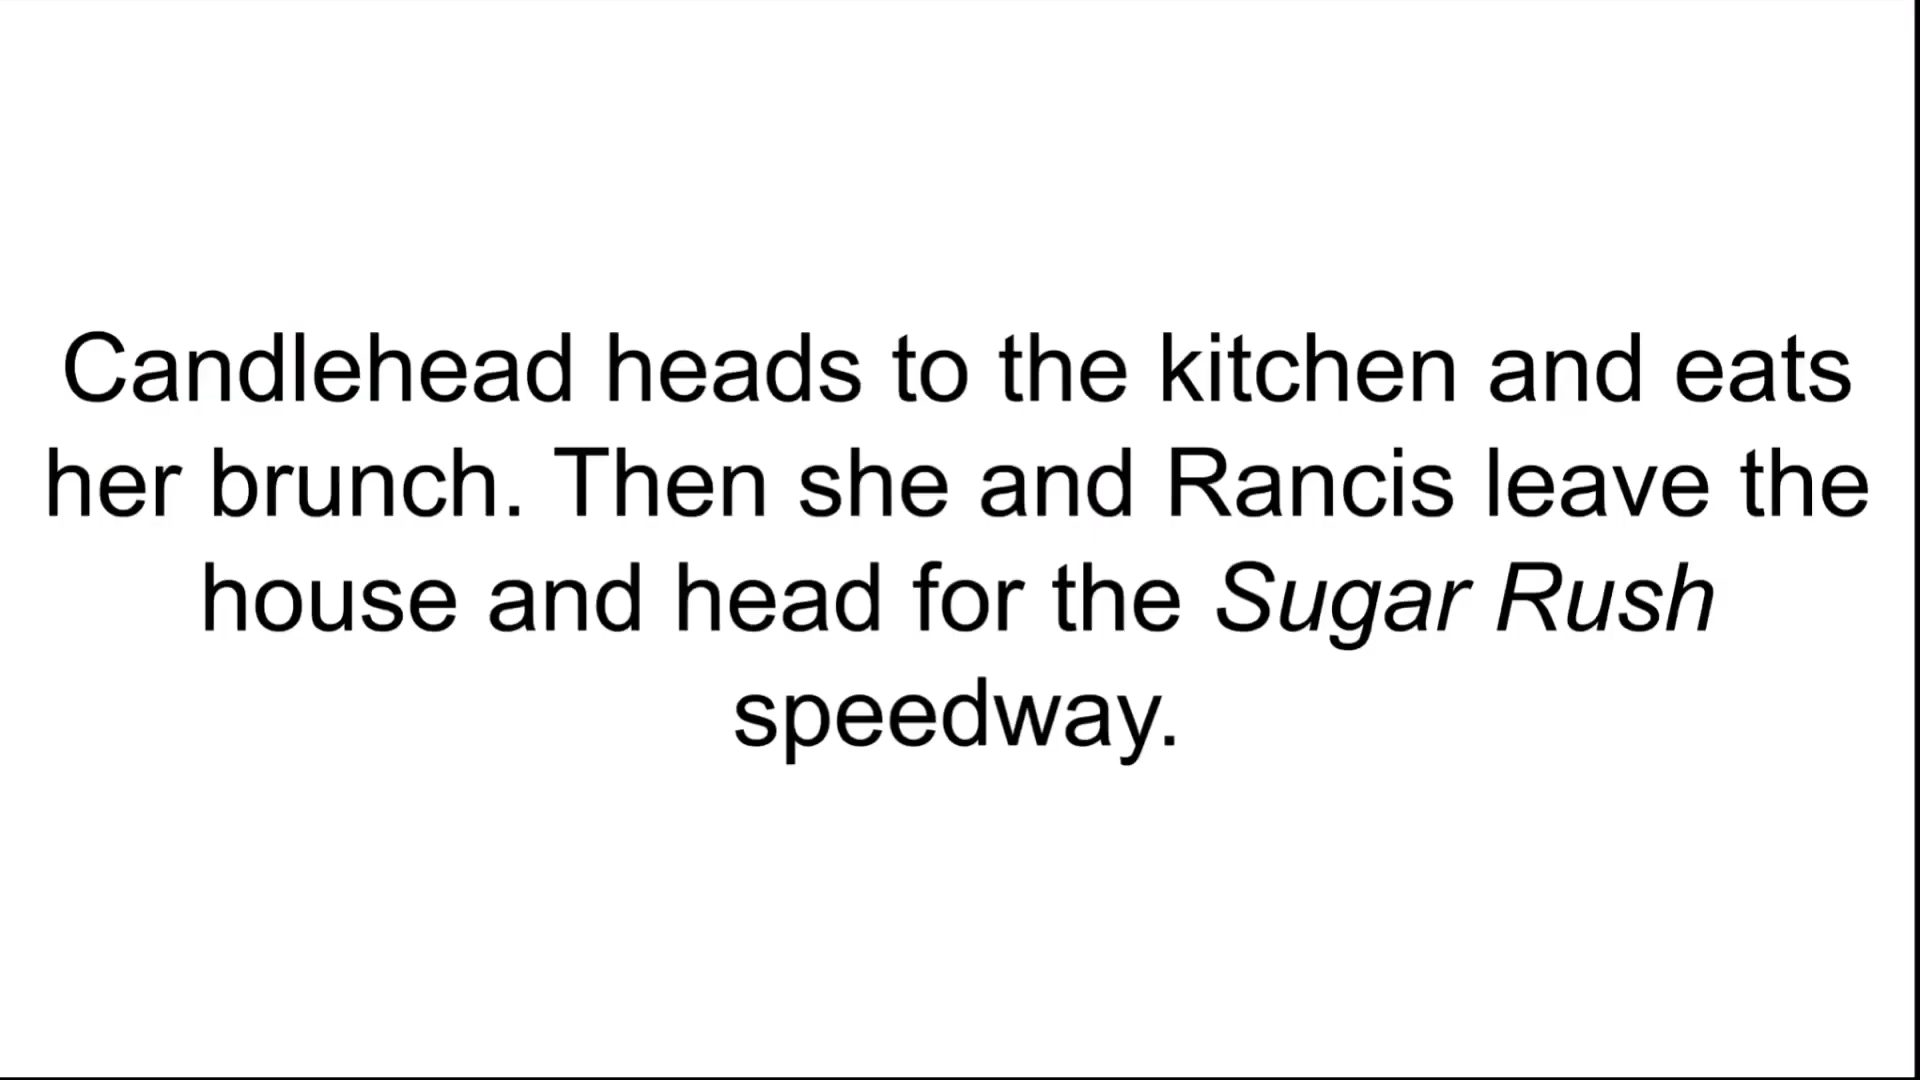 Candlehead heads to the kitchen and eats
her brunch. Then she and Rancis leave the
house and head for the Sugar Rush
speedway.